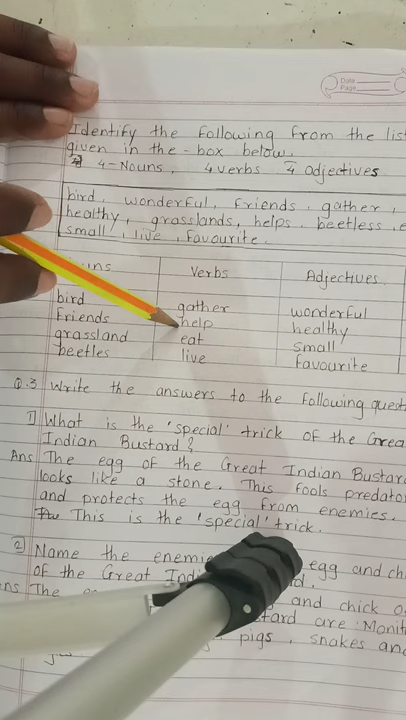 Date
Page
Identify the following from the list
given in the box below.
4-Nouns, 4 verbs 4 adjectives
bird, wonderful, friends, gather,
healthy, grasslands, helps, beetless, e
small, live, favourite.
Verbs Adjectives
bird gather wonderful
Friends help healthy
grassland eat small
beetles live favourite
Q.3 Write the answers to the following quest
1) What is the 'special' trick of the Grea
Indian Bustard?
Ans The egg of the Great Indian Bustar
looks like a stone. This fools predato
and protects the egg from enemies.
This is the 'special' trick.
2) Name the egg and ch
of the Great
The and chick o
are Monit
pigs, snakes an